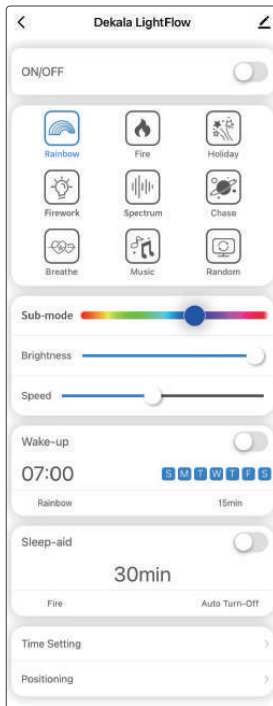 Dekala LightFlow
ON/OFF
Rainbow Fire Holiday
Firework Spectrum Chase
Breathe Music Random
Sub-mode
Brightness
Speed
Wake-up
07:00 S M T W T F S
Rainbow 15min
Sleep-aid
30min
Fire Auto Turn-Off
Time Setting
Positioning